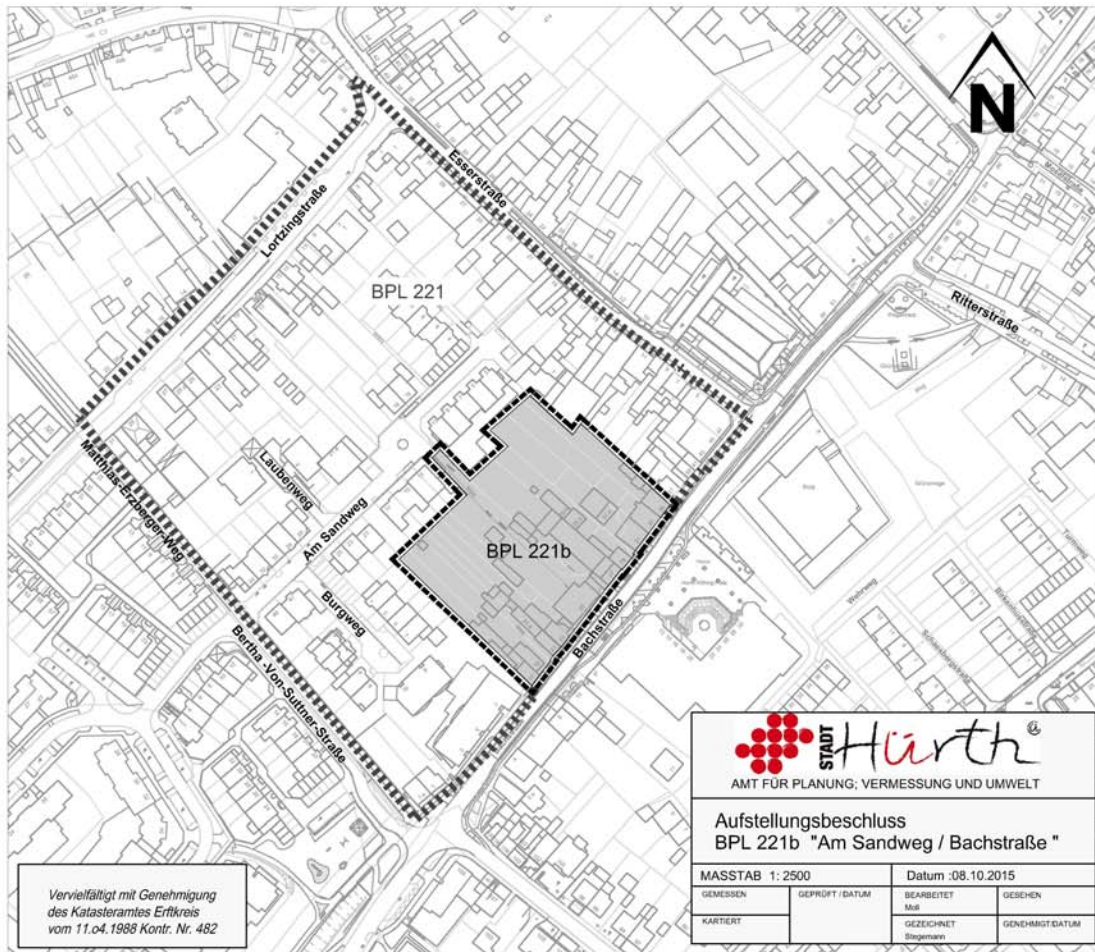 N
Esserstraße
Lortzingstraße
BPL 221
Ritterstraße
Matthias-Erzberger-Weg
Laubenweg
Am Sandweg
BPL 221b
Burgweg
Bachstraße
Wehrweg
Bertha -Von-Suttner-Straße
STADT Hürth
AMT FÜR PLANUNG; VERMESSUNG UND UMWELT
Aufstellungsbeschluss
BPL 221b "Am Sandweg / Bachstraße "
MASSTAB 1: 2500 Datum :08.10.2015
GEMESSEN GEPRÜFT / DATUM BEARBEITET GESEHEN
Moll
KARTIERT GEZEICHNET GENEHMIGT/DATUM
Stegemann
Vervielfältigt mit Genehmigung
des Katasteramtes Erftkreis
vom 11.o4.1988 Kontr. Nr. 482